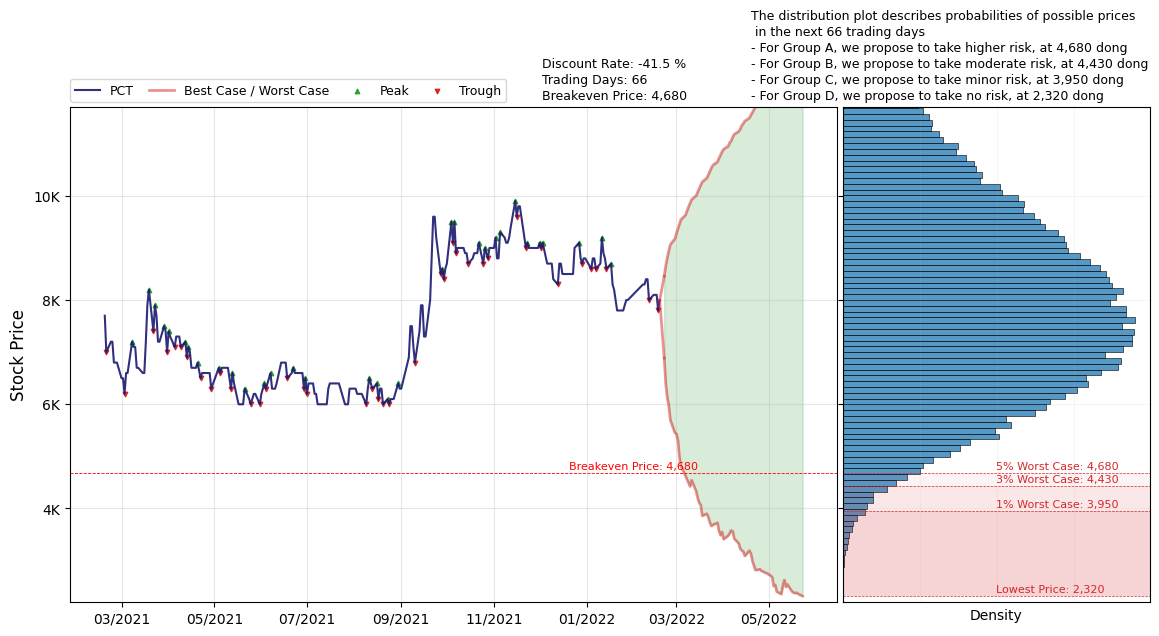 The distribution plot describes probabilities of possible prices
in the next 66 trading days
- For Group A, we propose to take higher risk, at 4,680 dong
- For Group B, we propose to take moderate risk, at 4,430 dong
- For Group C, we propose to take minor risk, at 3,950 dong
- For Group D, we propose to take no risk, at 2,320 dong
Discount Rate: -41.5 %
Trading Days: 66
Breakeven Price: 4,680
PCT
Best Case / Worst Case
Peak
Trough
Stock Price
10K
8K
6K
4K
Breakeven Price: 4,680
5% Worst Case: 4,680
3% Worst Case: 4,430
1% Worst Case: 3,950
Lowest Price: 2,320
03/2021
05/2021
07/2021
09/2021
11/2021
01/2022
03/2022
05/2022
Density